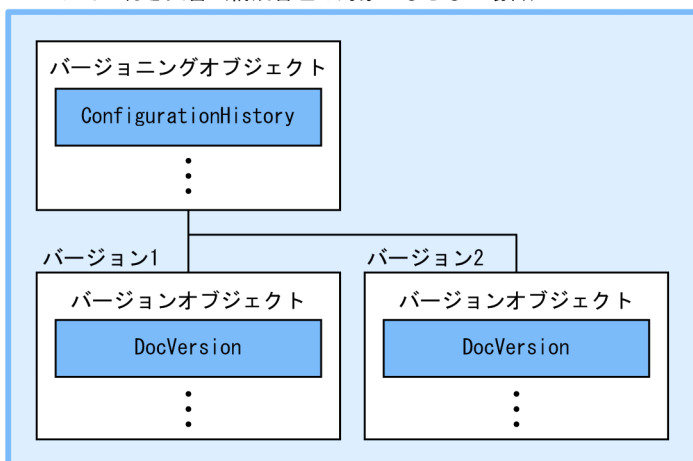 バージョニングオブジェクト
ConfigurationHistory
バージョン1
バージョン2
バージョンオブジェクト
バージョンオブジェクト
DocVersion
DocVersion